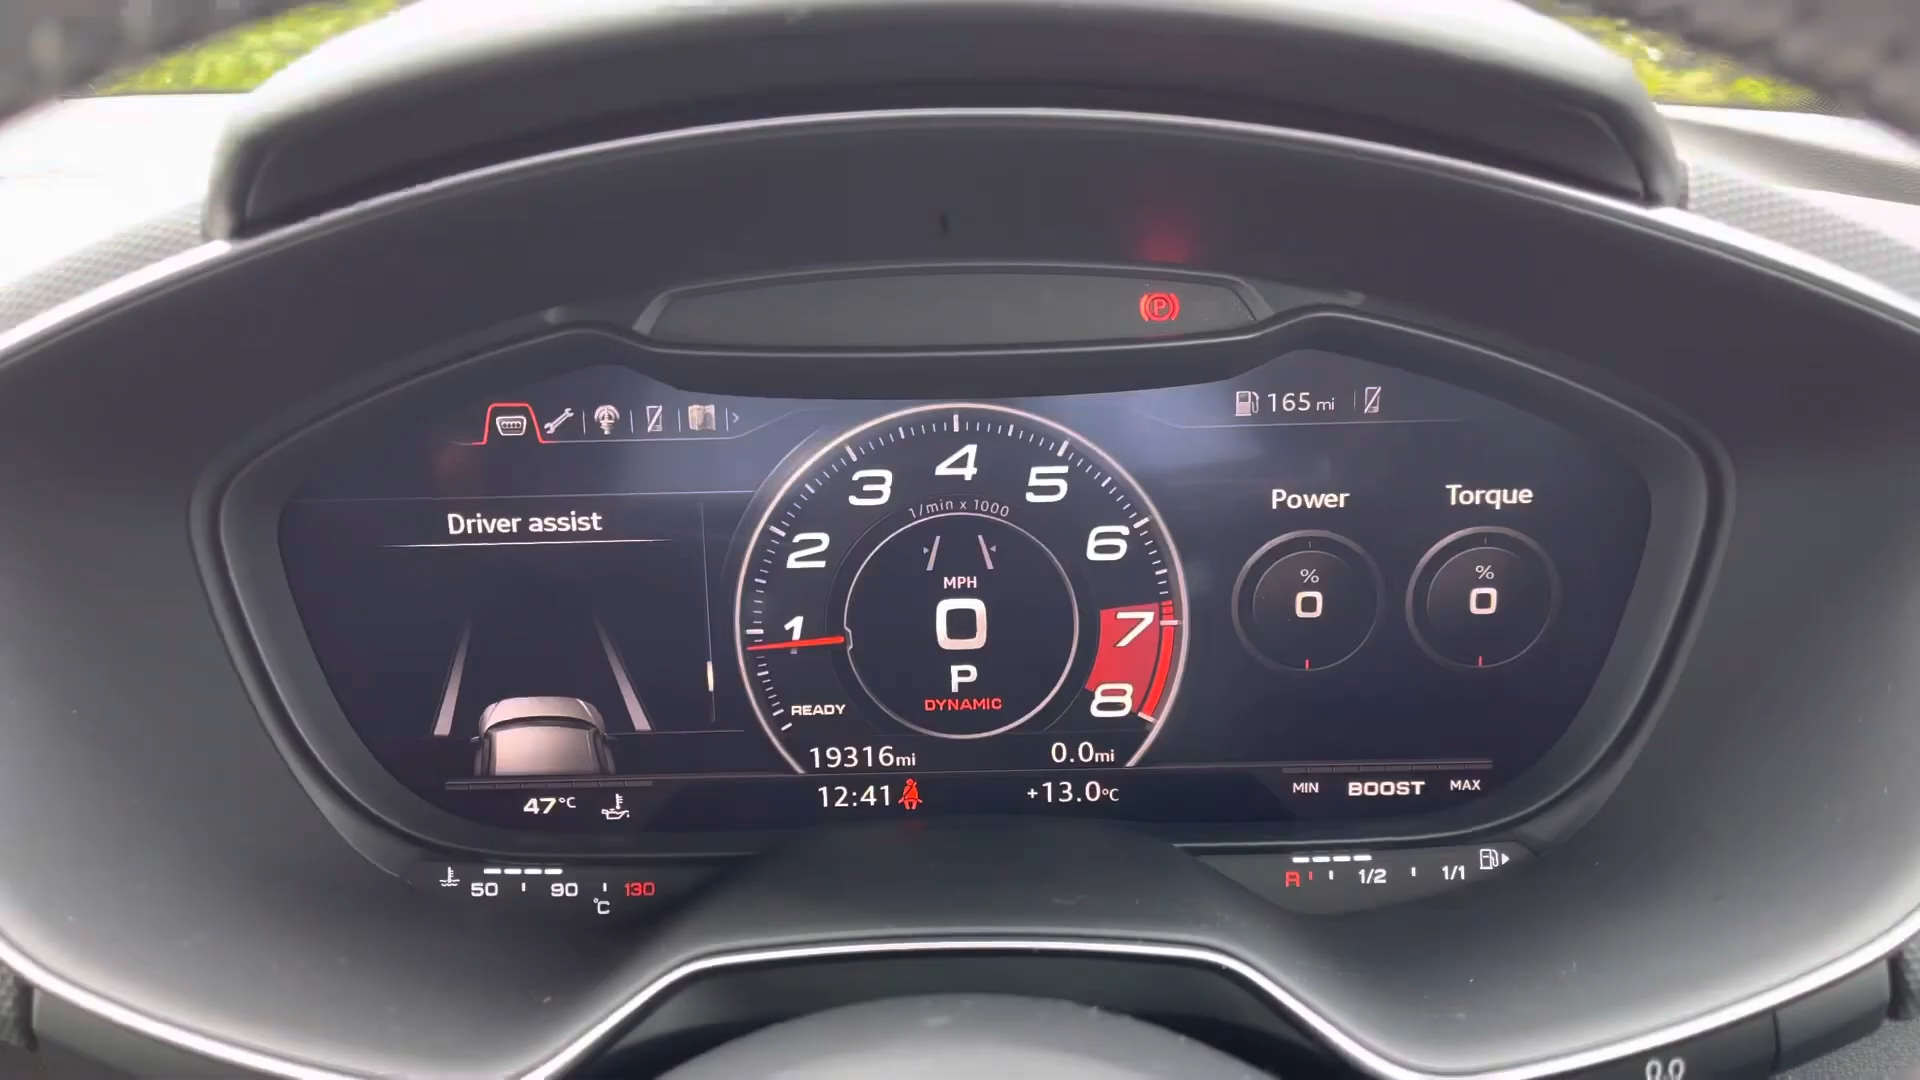 P
165 mi
Driver assist
Power
Torque
1 2 3 4 5 6 7 8
1/min x 1000
MPH
0
P
DYNAMIC
READY
%
0
%
0
19316mi
0.0mi
12:41
+13.0°C
47°C
MIN BOOST MAX
50 90 130
°C
R 1/2 1/1